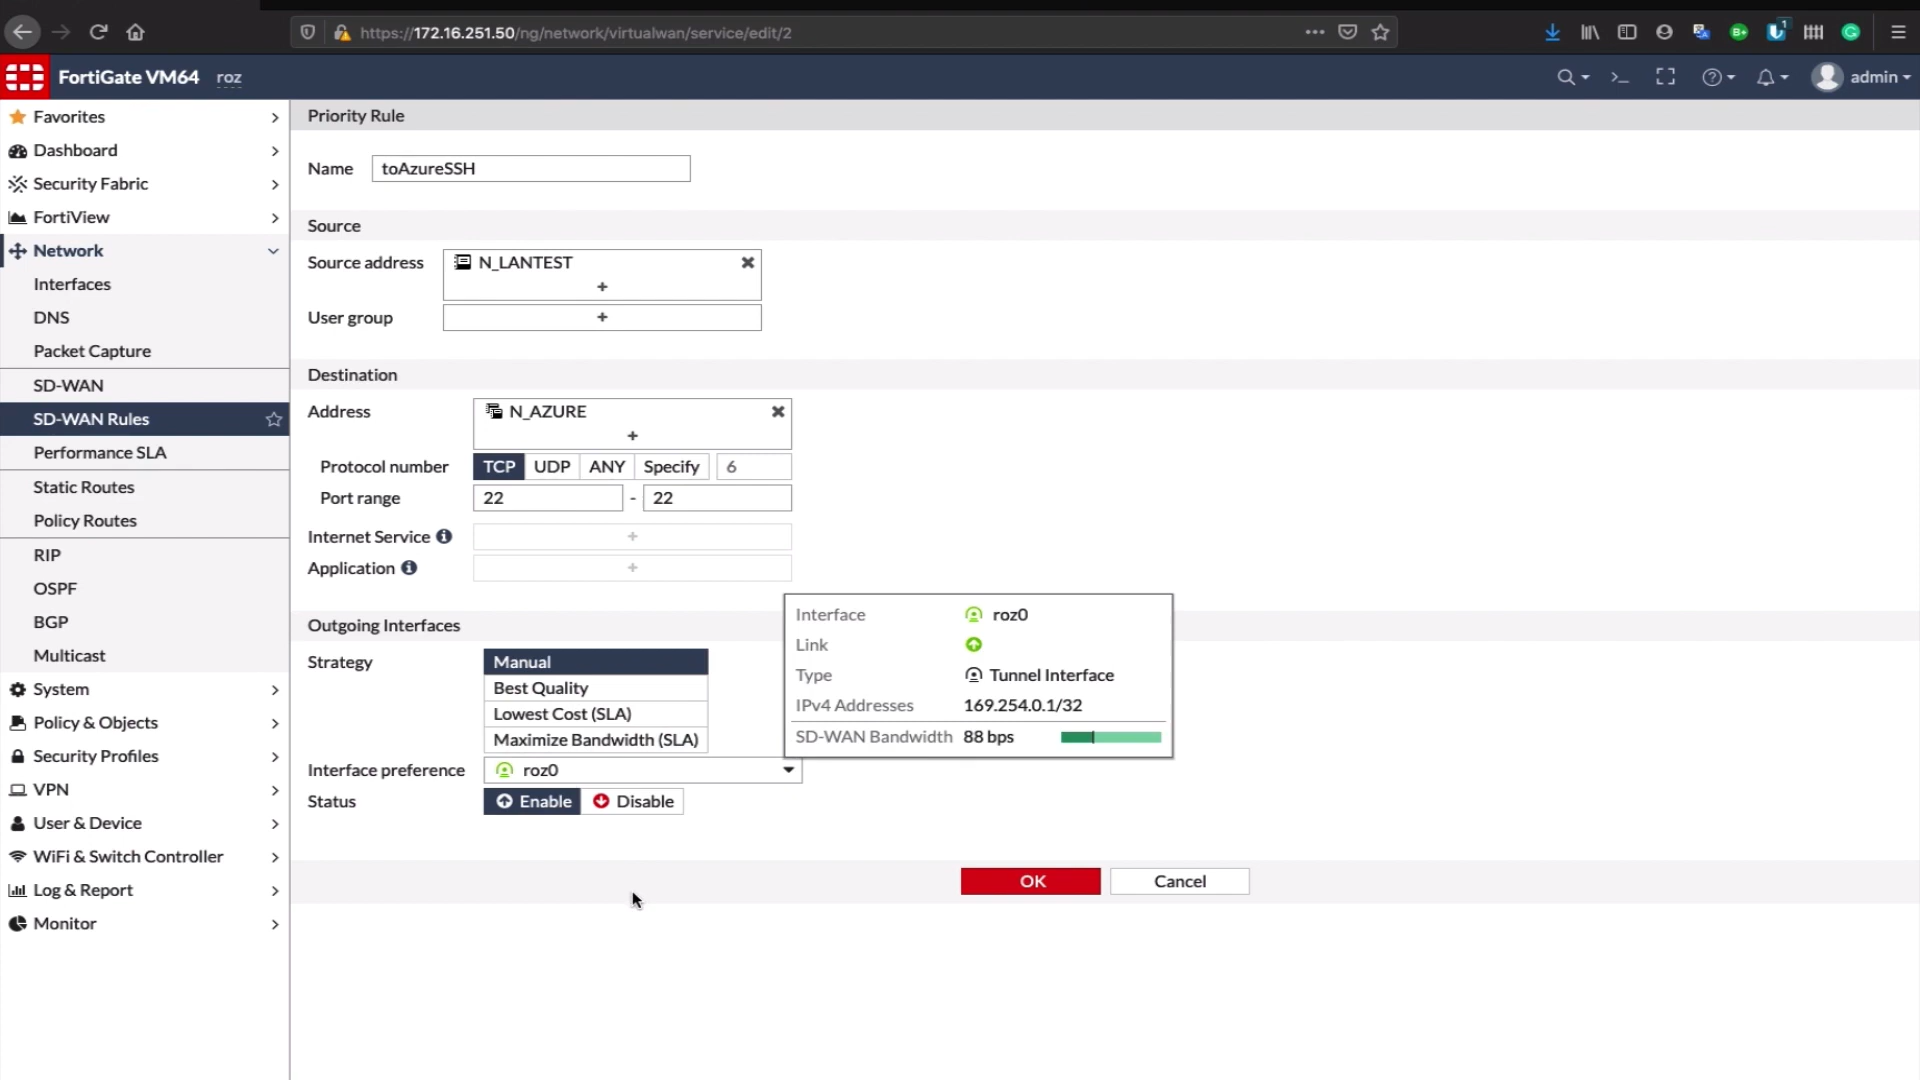 https://172.16.251.50/ng/network/virtualwan/service/edit/2
FortiGate VM64 roz
admin
Favorites
Dashboard
Security Fabric
FortiView
Network
Interfaces
DNS
Packet Capture
SD-WAN
SD-WAN Rules
Performance SLA
Static Routes
Policy Routes
RIP
OSPF
BGP
Multicast
System
Policy & Objects
Security Profiles
VPN
User & Device
WiFi & Switch Controller
Log & Report
Monitor
Priority Rule
Name toAzureSSH
Source
Source address N_LANTEST
+
User group +
Destination
Address N_AZURE
+
Protocol number TCP UDP ANY Specify 6
Port range 22 - 22
Internet Service +
Application +
Outgoing Interfaces
Strategy Manual
Best Quality
Lowest Cost (SLA)
Maximize Bandwidth (SLA)
Interface preference roz0
Status Enable Disable
Interface roz0
Link
Type Tunnel Interface
IPv4 Addresses 169.254.0.1/32
SD-WAN Bandwidth 88 bps
OK Cancel